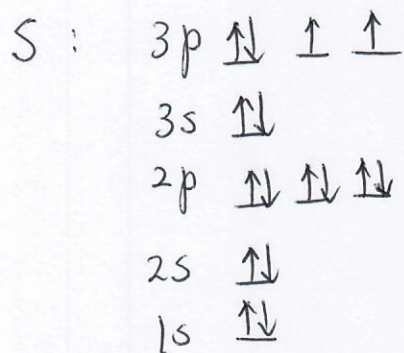 S : 3p ⇅ ↑ ↑
3s ⇅
2p ⇅ ⇅ ⇅
2s ⇅
1s ⇅